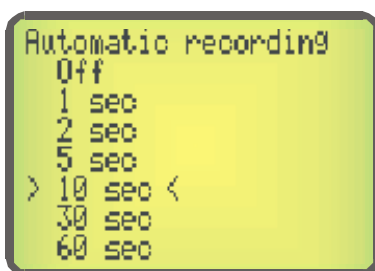 Automatic recording
Off
1 sec
2 sec
5 sec
> 10 sec <
30 sec
60 sec